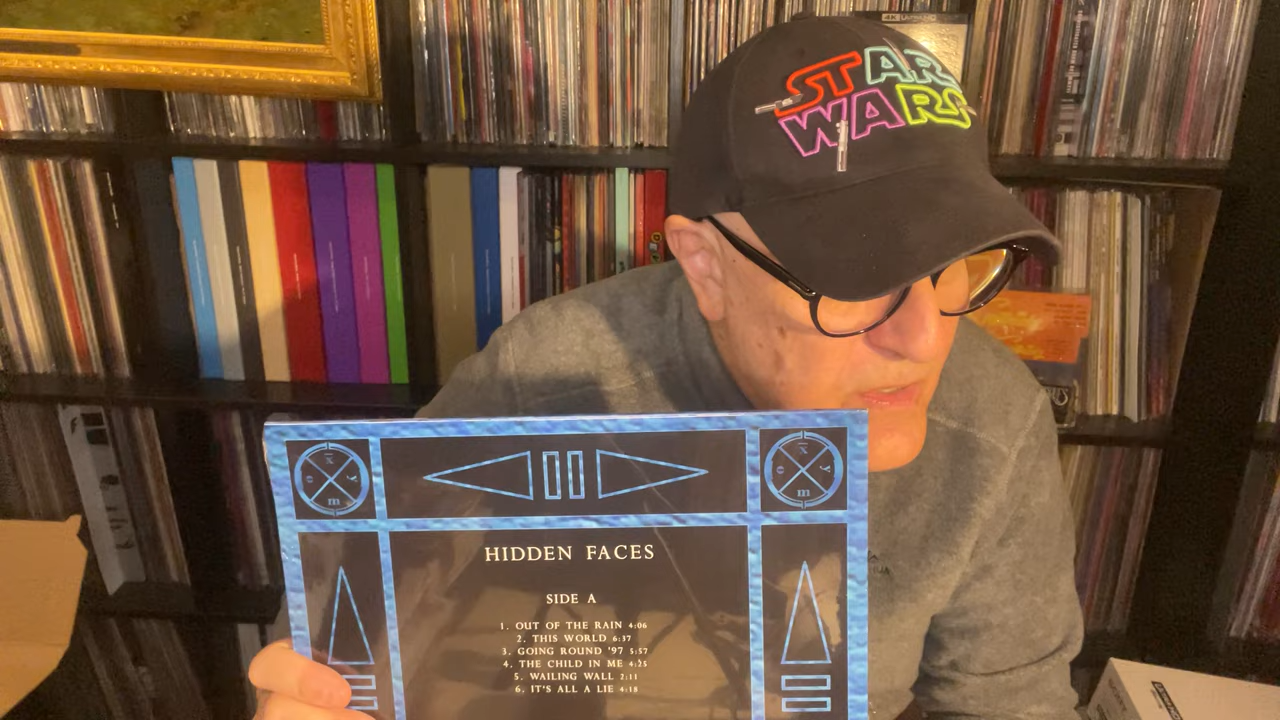 4K ULTRAHD
STAR
WARS
x
y
m
o
x
y
m
o
HIDDEN FACES
SIDE A
1. OUT OF THE RAIN 4:06
2. THIS WORLD 6:37
3. GOING ROUND '97 5:57
4. THE CHILD IN ME 4:25
5. WAILING WALL 2:11
6. IT'S ALL A LIE 4:18